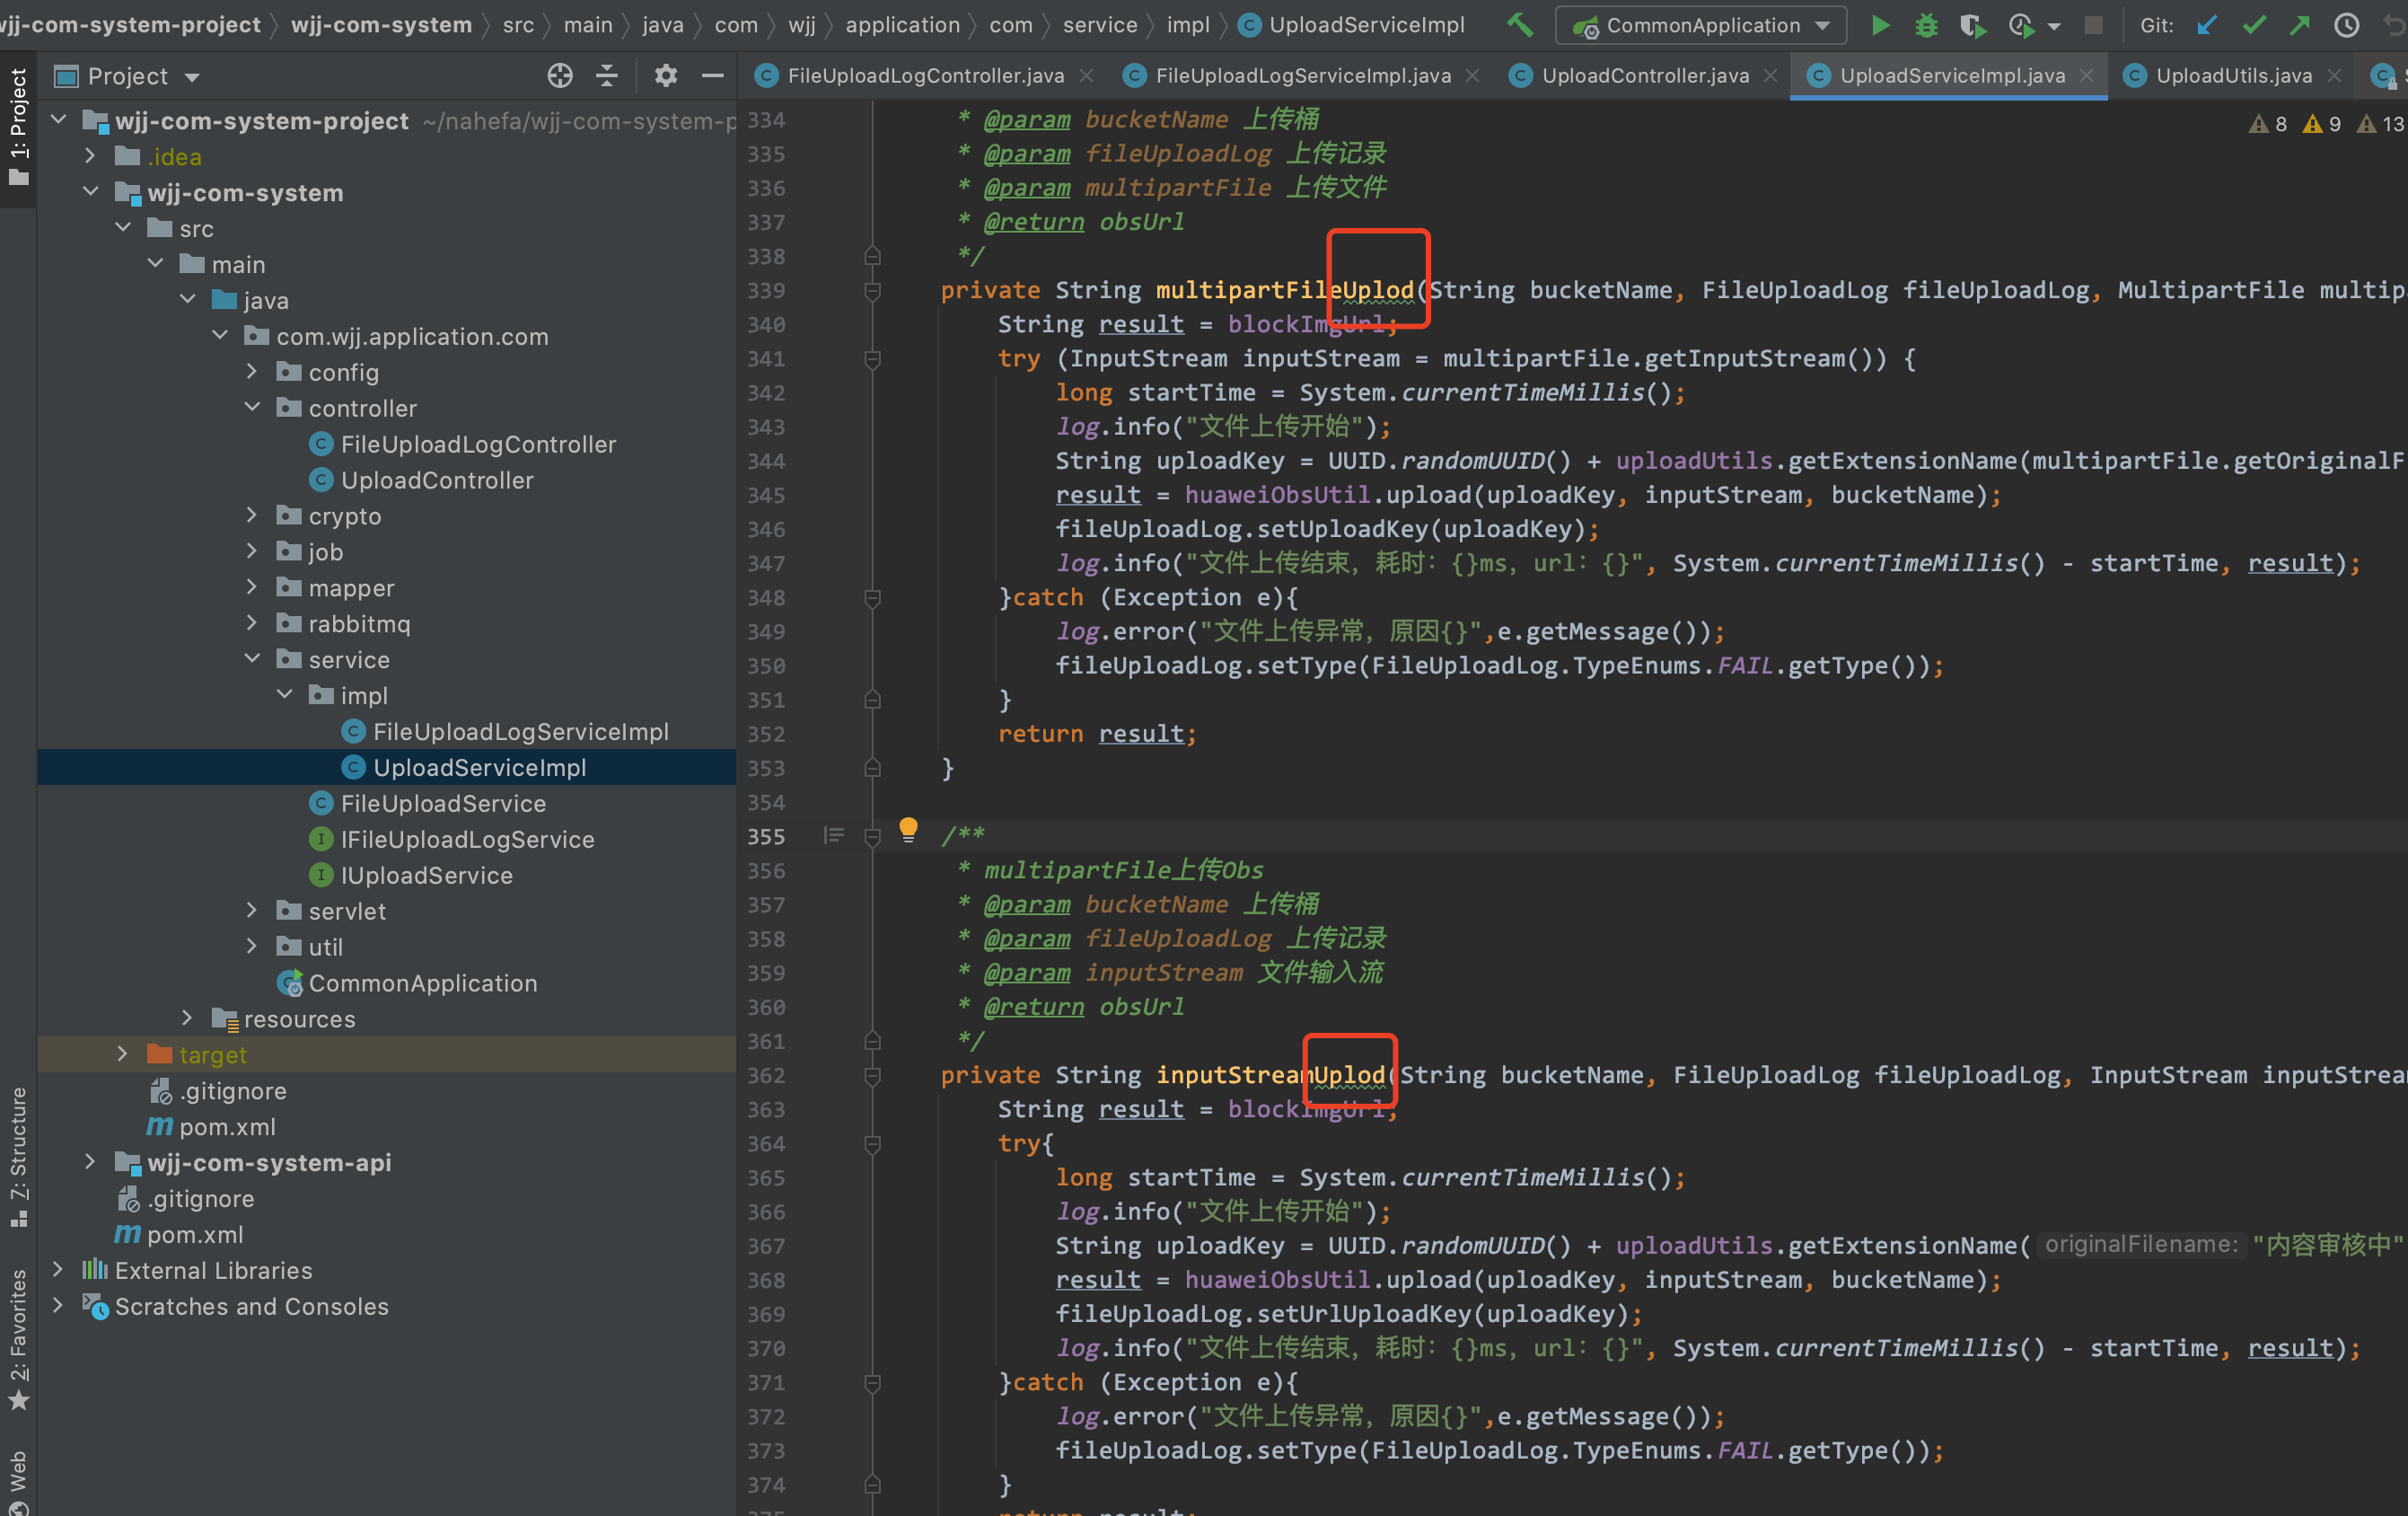 wjj-com-system-project wjj-com-system src main java com wjj application com service impl UploadServiceImpl CommonApplication Git:
Project FileUploadLogController.java FileUploadLogServiceImpl.java UploadController.java UploadServiceImpl.java UploadUtils.java
1: Project
7: Structure
2: Favorites
Web
wjj-com-system-project ~/nahefa/wjj-com-system-p
.idea
wjj-com-system
src
main
java
com.wjj.application.com
config
controller
FileUploadLogController
UploadController
crypto
job
mapper
rabbitmq
service
impl
FileUploadLogServiceImpl
UploadServiceImpl
FileUploadService
IFileUploadLogService
IUploadService
servlet
util
CommonApplication
resources
target
.gitignore
pom.xml
wjj-com-system-api
.gitignore
pom.xml
External Libraries
Scratches and Consoles
8 9 13
334 * @param bucketName 上传桶
335 * @param fileUploadLog 上传记录
336 * @param multipartFile 上传文件
337 * @return obsUrl
338 */
339 private String multipartFileUplod(String bucketName, FileUploadLog fileUploadLog, MultipartFile multip
340 String result = blockImgUrl;
341 try (InputStream inputStream = multipartFile.getInputStream()) {
342 long startTime = System.currentTimeMillis();
343 log.info("文件上传开始");
344 String uploadKey = UUID.randomUUID() + uploadUtils.getExtensionName(multipartFile.getOriginalF
345 result = huaweiObsUtil.upload(uploadKey, inputStream, bucketName);
346 fileUploadLog.setUploadKey(uploadKey);
347 log.info("文件上传结束，耗时：{}ms，url：{}", System.currentTimeMillis() - startTime, result);
348 }catch (Exception e){
349 log.error("文件上传异常，原因{}",e.getMessage());
350 fileUploadLog.setType(FileUploadLog.TypeEnums.FAIL.getType());
351 }
352 return result;
353 }
354
355 /**
356 * multipartFile上传Obs
357 * @param bucketName 上传桶
358 * @param fileUploadLog 上传记录
359 * @param inputStream 文件输入流
360 * @return obsUrl
361 */
362 private String inputStreamUplod(String bucketName, FileUploadLog fileUploadLog, InputStream inputStrea
363 String result = blockImgUrl;
364 try{
365 long startTime = System.currentTimeMillis();
366 log.info("文件上传开始");
367 String uploadKey = UUID.randomUUID() + uploadUtils.getExtensionName( originalFilename: "内容审核中"
368 result = huaweiObsUtil.upload(uploadKey, inputStream, bucketName);
369 fileUploadLog.setUrlUploadKey(uploadKey);
370 log.info("文件上传结束，耗时：{}ms，url：{}", System.currentTimeMillis() - startTime, result);
371 }catch (Exception e){
372 log.error("文件上传异常，原因{}",e.getMessage());
373 fileUploadLog.setType(FileUploadLog.TypeEnums.FAIL.getType());
374 }
375 return result;